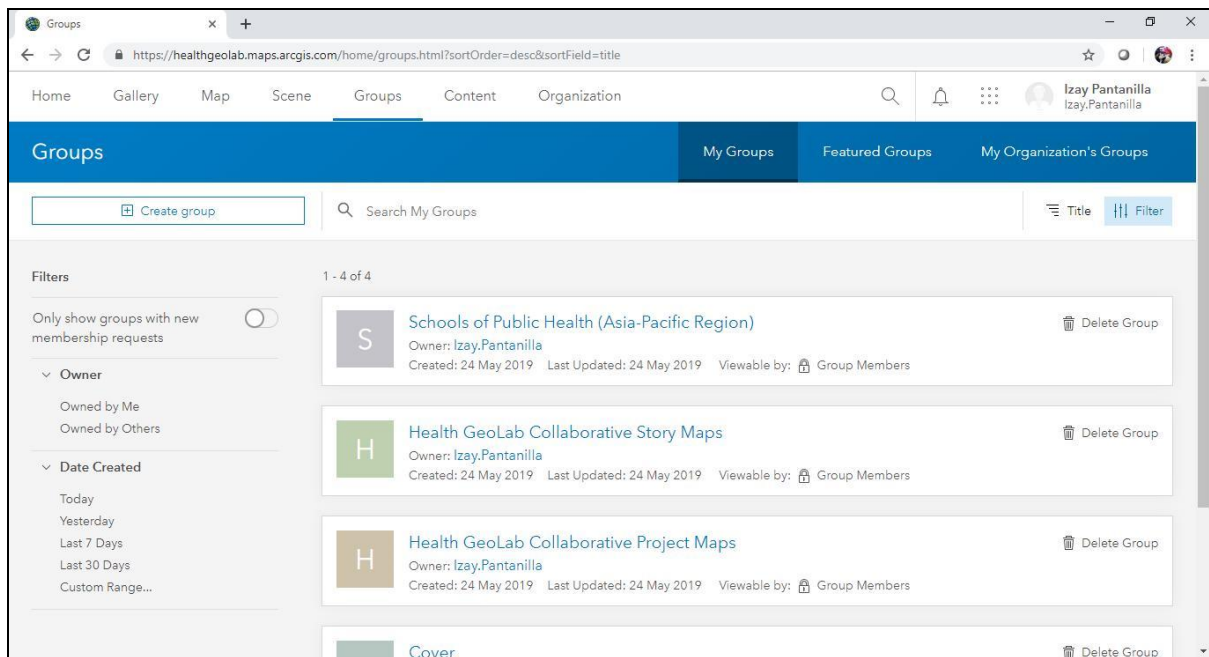 Groups
https://healthgeolab.maps.arcgis.com/home/groups.html?sortOrder=desc&sortField=title
Home Gallery Map Scene Groups Content Organization
Izay Pantanilla
Izay.Pantanilla
Groups
My Groups Featured Groups My Organization's Groups
Create group
Search My Groups
Title Filter
Filters
Only show groups with new
membership requests
Owner
Owned by Me
Owned by Others
Date Created
Today
Yesterday
Last 7 Days
Last 30 Days
Custom Range...
1 - 4 of 4
S
Schools of Public Health (Asia-Pacific Region)
Owner: Izay.Pantanilla
Created: 24 May 2019 Last Updated: 24 May 2019 Viewable by: Group Members
Delete Group
H
Health GeoLab Collaborative Story Maps
Owner: Izay.Pantanilla
Created: 24 May 2019 Last Updated: 24 May 2019 Viewable by: Group Members
Delete Group
H
Health GeoLab Collaborative Project Maps
Owner: Izay.Pantanilla
Created: 24 May 2019 Last Updated: 24 May 2019 Viewable by: Group Members
Delete Group
Cover
Delete Group